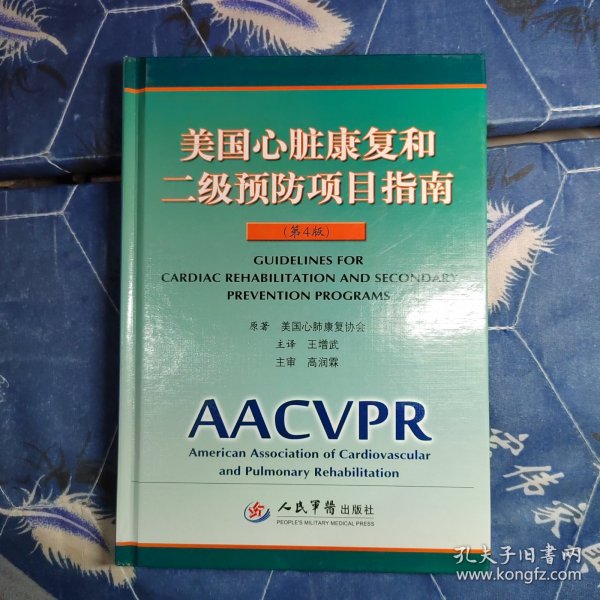 美国心脏康复和
二级预防项目指南
(第4版)
GUIDELINES FOR
CARDIAC REHABILITATION AND SECONDARY
PREVENTION PROGRAMS
原著 美国心肺康复协会
主译 王增武
主审 高润霖
AACVPR
American Association of Cardiovascular
and Pulmonary Rehabilitation
人民军医出版社
PEOPLE'S MILITARY MEDICAL PRESS
孔夫子旧书网
www.kongfz.com